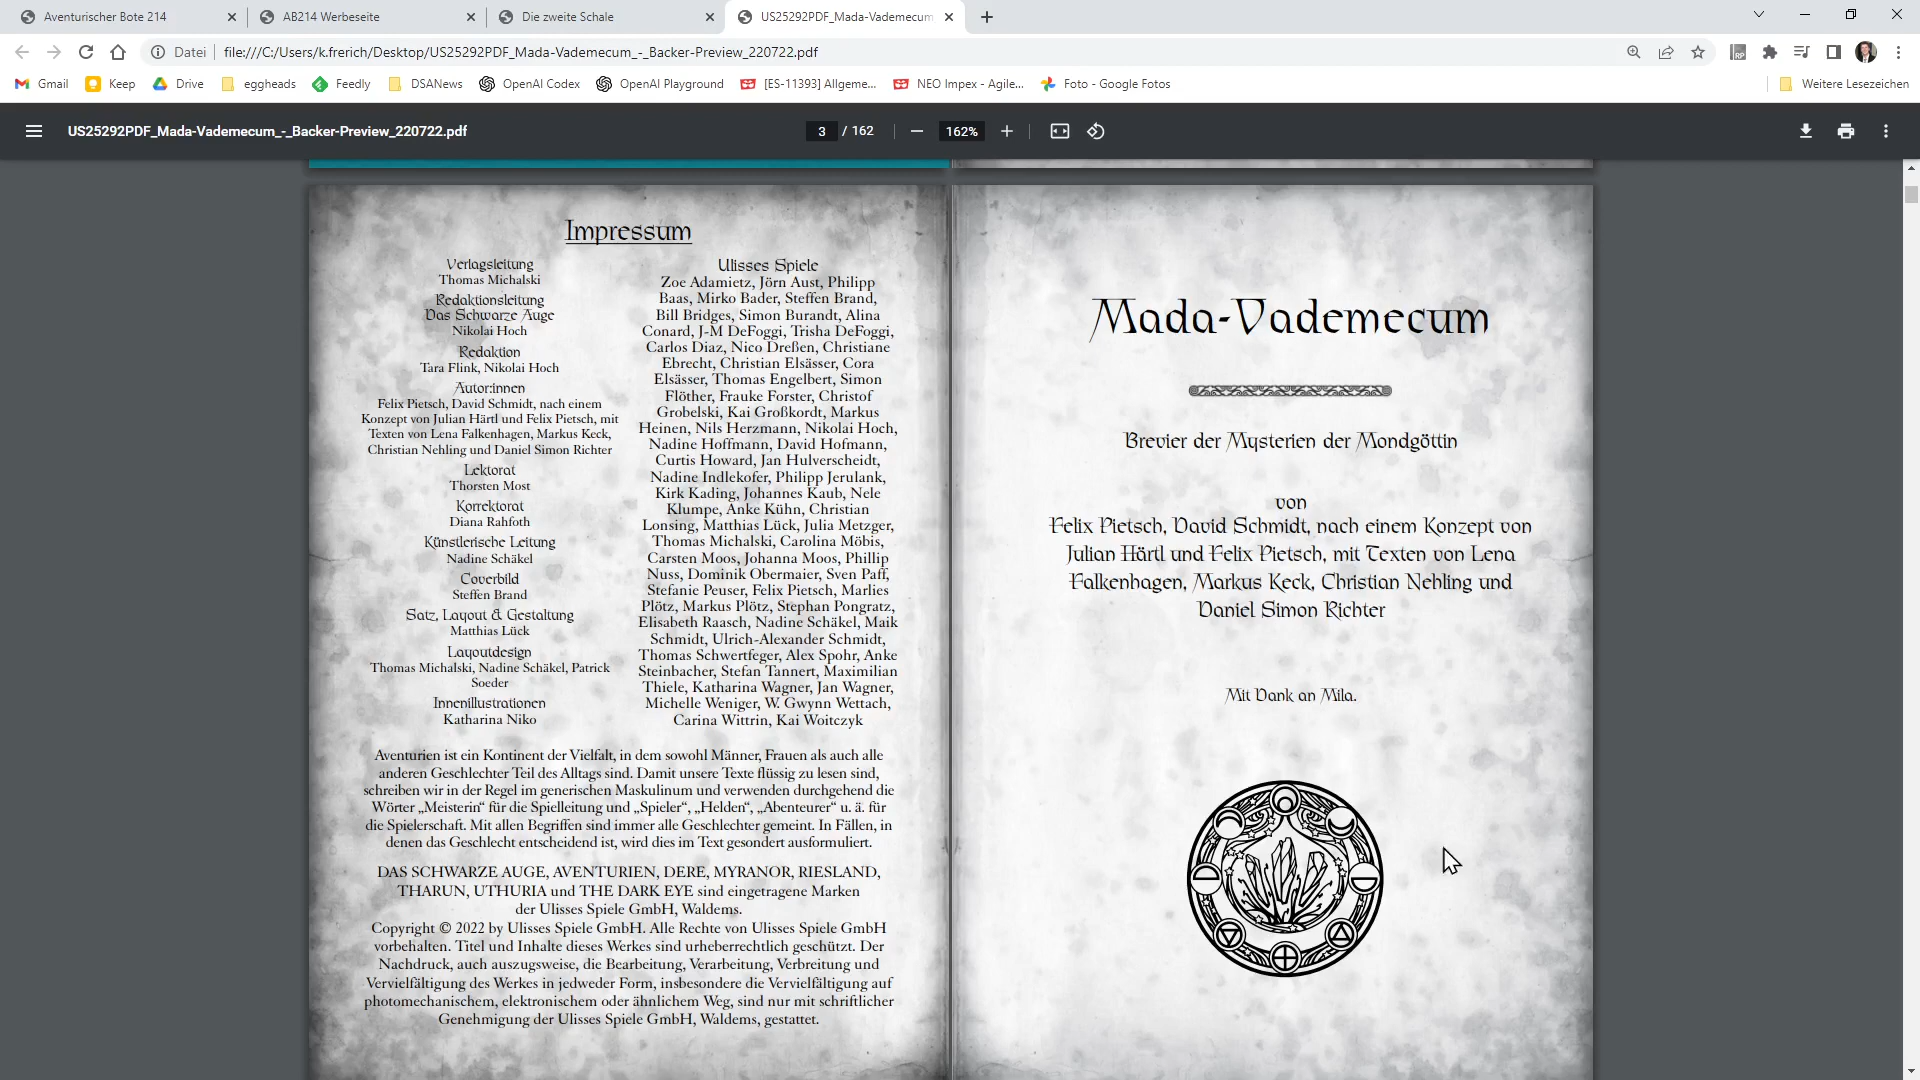 Aventurischer Bote 214
AB214 Werbeseite
Die zweite Schale
US25292PDF_Mada-Vademecum
Datei
file:///C:/Users/k.frerich/Desktop/US25292PDF_Mada-Vademecum_-_Backer-Preview_220722.pdf
Gmail
Keep
Drive
eggheads
Feedly
DSANews
OpenAI Codex
OpenAI Playground
[ES-11393] Allgeme...
NEO Impex - Agile...
Foto - Google Fotos
Weitere Lesezeichen
US25292PDF_Mada-Vademecum_-_Backer-Preview_220722.pdf
3 / 162
162%
Impressum
Verlagsleitung
Thomas Michalski
Redaktionsleitung
Das Schwarze Auge
Nikolai Hoch
Redaktion
Tara Flink, Nikolai Hoch
Autor:innen
Felix Pietsch, David Schmidt, nach einem
Konzept von Julian Härtl und Felix Pietsch, mit
Texten von Lena Falkenhagen, Markus Keck,
Christian Nehling und Daniel Simon Richter
Lektorat
Thorsten Most
Korrektorat
Diana Rahfoth
Künstlerische Leitung
Nadine Schäkel
Coverbild
Steffen Brand
Satz, Layout & Gestaltung
Matthias Lück
Layoutdesign
Thomas Michalski, Nadine Schäkel, Patrick
Soeder
Innenillustrationen
Katharina Niko
Ulisses Spiele
Zoe Adamietz, Jörn Aust, Philipp
Baas, Mirko Bader, Steffen Brand,
Bill Bridges, Simon Burandt, Alina
Conard, J-M DeFoggi, Trisha DeFoggi,
Carlos Diaz, Nico Dreßen, Christiane
Ebrecht, Christian Elsässer, Cora
Elsässer, Thomas Engelbert, Simon
Flöther, Frauke Forster, Christof
Grobelski, Kai Großkordt, Markus
Heinen, Nils Herzmann, Nikolai Hoch,
Nadine Hoffmann, David Hofmann,
Curtis Howard, Jan Hulverscheidt,
Nadine Indlekofer, Philipp Jerulank,
Kirk Kading, Johannes Kaub, Nele
Klumpe, Anke Kühn, Christian
Lonsing, Matthias Lück, Julia Metzger,
Thomas Michalski, Carolina Möbis,
Carsten Moos, Johanna Moos, Phillip
Nuss, Dominik Obermaier, Sven Paff,
Stefanie Peuser, Felix Pietsch, Marlies
Plötz, Markus Plötz, Stephan Pongratz,
Elisabeth Raasch, Nadine Schäkel, Maik
Schmidt, Ulrich-Alexander Schmidt,
Thomas Schwertfeger, Alex Spohr, Anke
Steinbacher, Stefan Tannert, Maximilian
Thiele, Katharina Wagner, Jan Wagner,
Michelle Weniger, W. Gwynn Wettach,
Carina Wittrin, Kai Woitczyk
Aventurien ist ein Kontinent der Vielfalt, in dem sowohl Männer, Frauen als auch alle
anderen Geschlechter Teil des Alltags sind. Damit unsere Texte flüssig zu lesen sind,
schreiben wir in der Regel im generischen Maskulinum und verwenden durchgehend die
Wörter „Meisterin“ für die Spielleitung und „Spieler“, „Helden“, „Abenteurer“ u. ä. für
die Spielerschaft. Mit allen Begriffen sind immer alle Geschlechter gemeint. In Fällen, in
denen das Geschlecht entscheidend ist, wird dies im Text gesondert ausformuliert.
DAS SCHWARZE AUGE, AVENTURIEN, DERE, MYRANOR, RIESLAND,
THARUN, UTHURIA und THE DARK EYE sind eingetragene Marken
der Ulisses Spiele GmbH, Waldems.
Copyright © 2022 by Ulisses Spiele GmbH. Alle Rechte von Ulisses Spiele GmbH
vorbehalten. Titel und Inhalte dieses Werkes sind urheberrechtlich geschützt. Der
Nachdruck, auch auszugsweise, die Bearbeitung, Verarbeitung, Verbreitung und
Vervielfältigung des Werkes in jedweder Form, insbesondere die Vervielfältigung auf
photomechanischem, elektronischem oder ähnlichem Weg, sind nur mit schriftlicher
Genehmigung der Ulisses Spiele GmbH, Waldems, gestattet.
Mada-Vademecum
Brevier der Mysterien der Mondgöttin
von
Felix Pietsch, David Schmidt, nach einem Konzept von
Julian Härtl und Felix Pietsch, mit Texten von Lena
Falkenhagen, Markus Keck, Christian Nehling und
Daniel Simon Richter
Mit Dank an Mila.